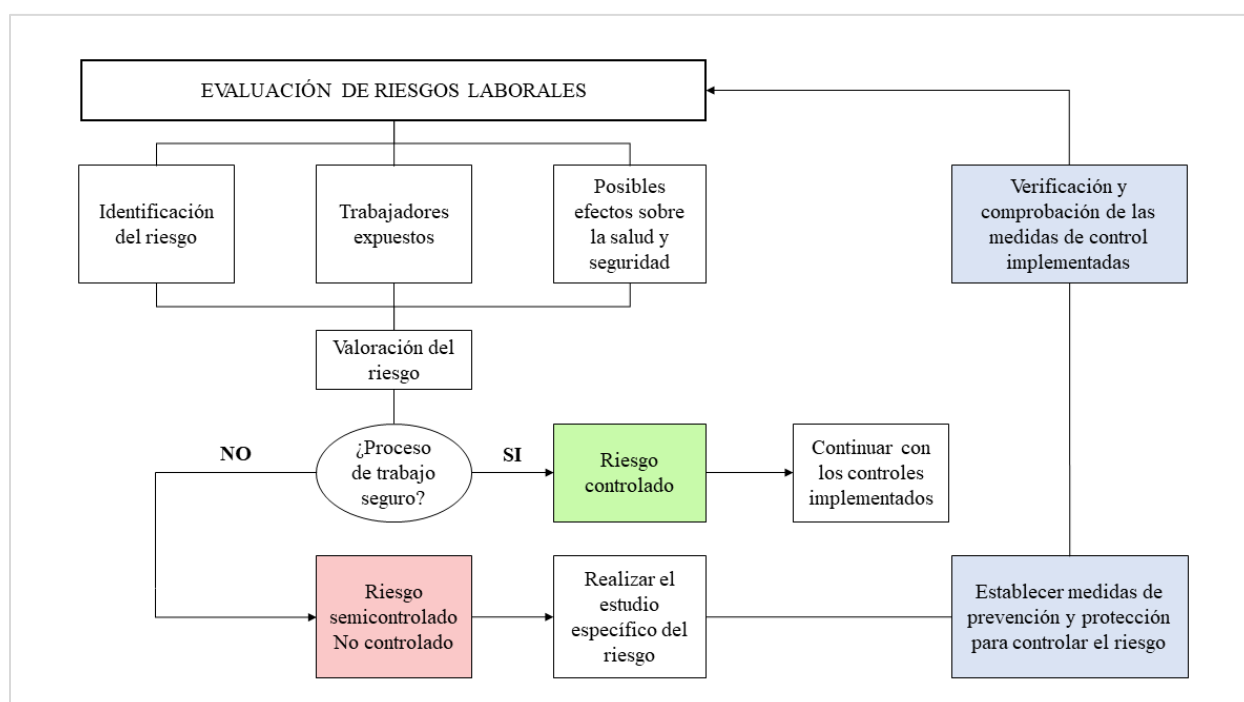 EVALUACIÓN DE RIESGOS LABORALES
Identificación
del riesgo
Trabajadores
expuestos
Posibles
efectos sobre
la salud y
seguridad
Verificación y
comprobación de las
medidas de control
implementadas
Valoración del
riesgo
NO
¿Proceso
de trabajo
seguro?
SI
Riesgo
controlado
Continuar con
los controles
implementados
Riesgo
semicontrolado
No controlado
Realizar el
estudio
específico del
riesgo
Establecer medidas de
prevención y protección
para controlar el riesgo